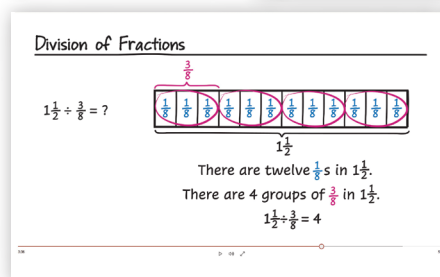 Division of Fractions
3/8
1 1/2 ÷ 3/8 = ?
1/8 1/8 1/8 1/8 1/8 1/8 1/8 1/8 1/8 1/8 1/8 1/8
1 1/2
There are twelve 1/8s in 1 1/2.
There are 4 groups of 3/8 in 1 1/2.
1 1/2 ÷ 3/8 = 4